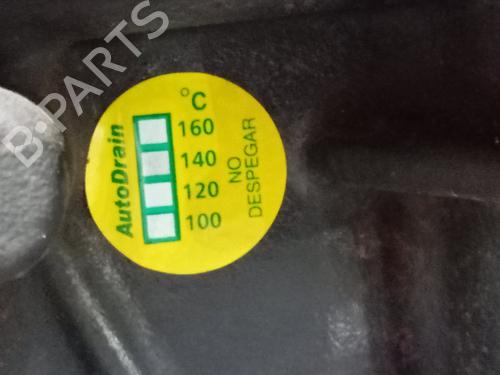 B-PARTS
°C
AutoDrain
160
140
120
100
NO
DESPEGAR